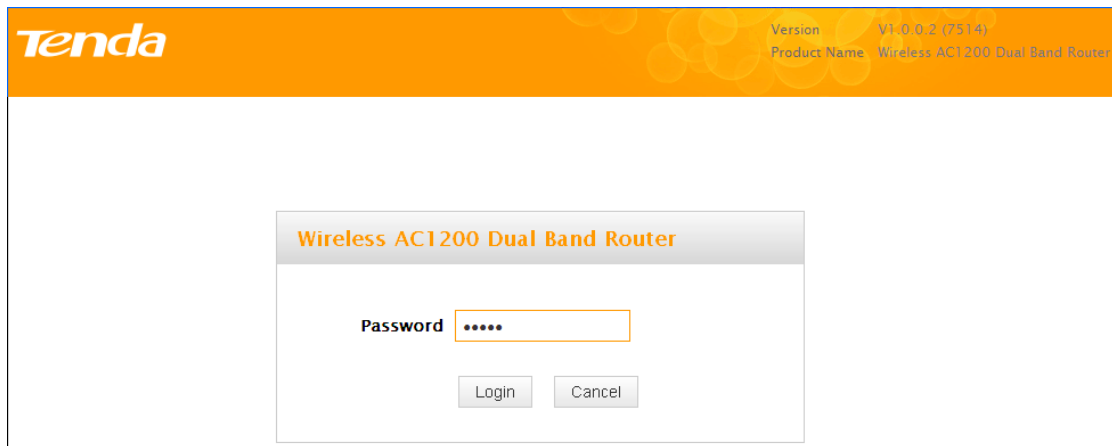 Tenda
Version V1.0.0.2 (7514)
Product Name Wireless AC1200 Dual Band Router
Wireless AC1200 Dual Band Router
Password •••••
Login Cancel